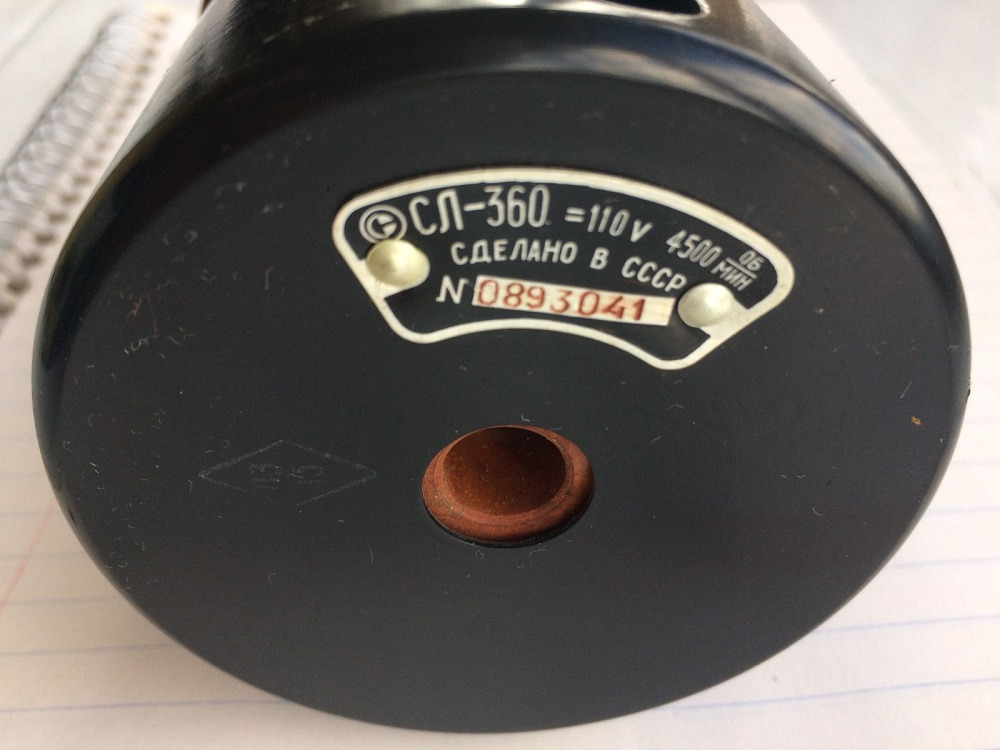 СЛ-360 =110V 4500 ОБ/МИН
СДЕЛАНО В СССР
N 0893041